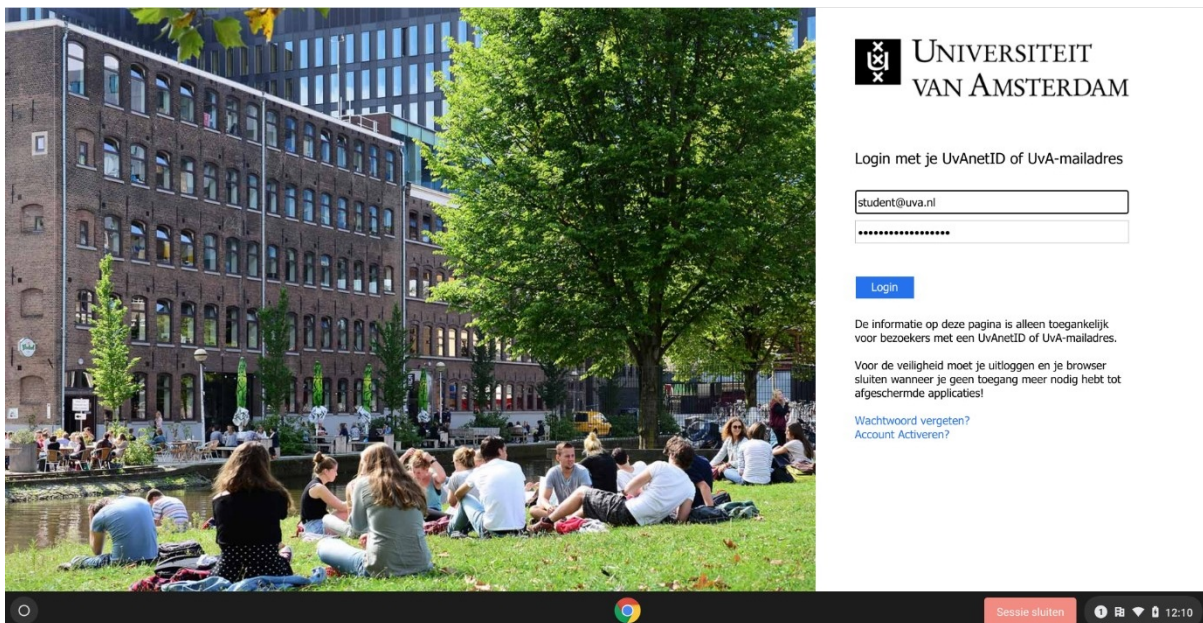 UNIVERSITEIT
VAN AMSTERDAM
Login met je UvAnetID of UvA-mailadres
student@uva.nl
••••••••••••••••••
Login
De informatie op deze pagina is alleen toegankelijk
voor bezoekers met een UvAnetID of UvA-mailadres.
Voor de veiligheid moet je uitloggen en je browser
sluiten wanneer je geen toegang meer nodig hebt tot
afgeschermde applicaties!
Wachtwoord vergeten?
Account Activeren?
Sessie sluiten
1
12:10